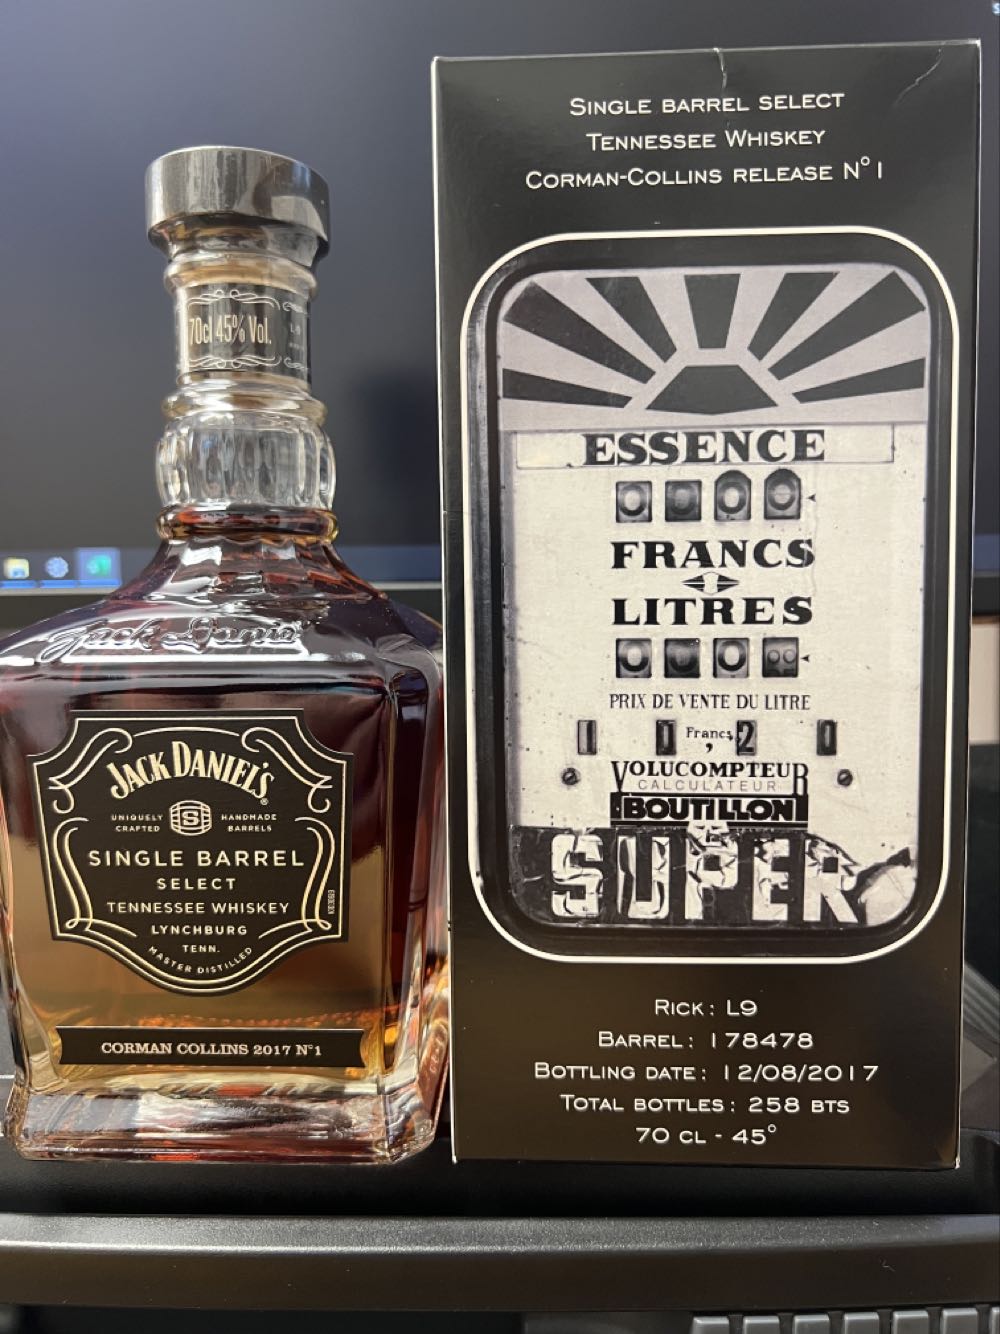 70cl 45% Vol.
Jack Daniel
JACK DANIEL'S
UNIQUELY CRAFTED
S
HANDMADE BARRELS
SINGLE BARREL
SELECT
TENNESSEE WHISKEY
LYNCHBURG
TENN.
MASTER DISTILLED
CORMAN COLLINS 2017 N°1
SINGLE BARREL SELECT
TENNESSEE WHISKEY
CORMAN-COLLINS RELEASE N° 1
ESSENCE
0000
FRANCS
LITRES
PRIX DE VENTE DU LITRE
Francs
, 2
VOLUCOMPTEUR
CALCULATEUR
BOUTILLON
SUPER
RICK: L9
BARREL: 178478
BOTTLING DATE: 12/08/2017
TOTAL BOTTLES: 258 BTS
70 CL - 45°